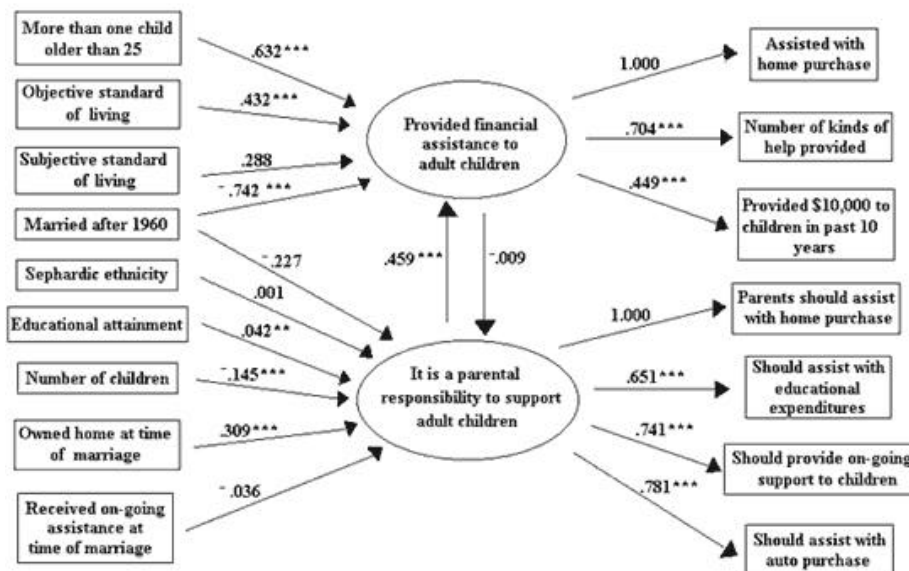 More than one child
older than 25
Objective standard
of living
Subjective standard
of living
Married after 1960
Sephardic ethnicity
Educational attainment
Number of children
Owned home at time
of marriage
Received on-going
assistance at
time of marriage
.632***
.432***
.288
-.742 ***
-.227
.001
.042**
-.145***
.309***
-.036
Provided financial
assistance to
adult children
.459***
-.009
It is a parental
responsibility to support
adult children
1.000
.704***
.449***
1.000
.651***
.741***
.781***
Assisted with
home purchase
Number of kinds of
help provided
Provided $10,000 to
children in past 10
years
Parents should assist
with home purchase
Should assist with
educational
expenditures
Should provide on-going
support to children
Should assist with
auto purchase